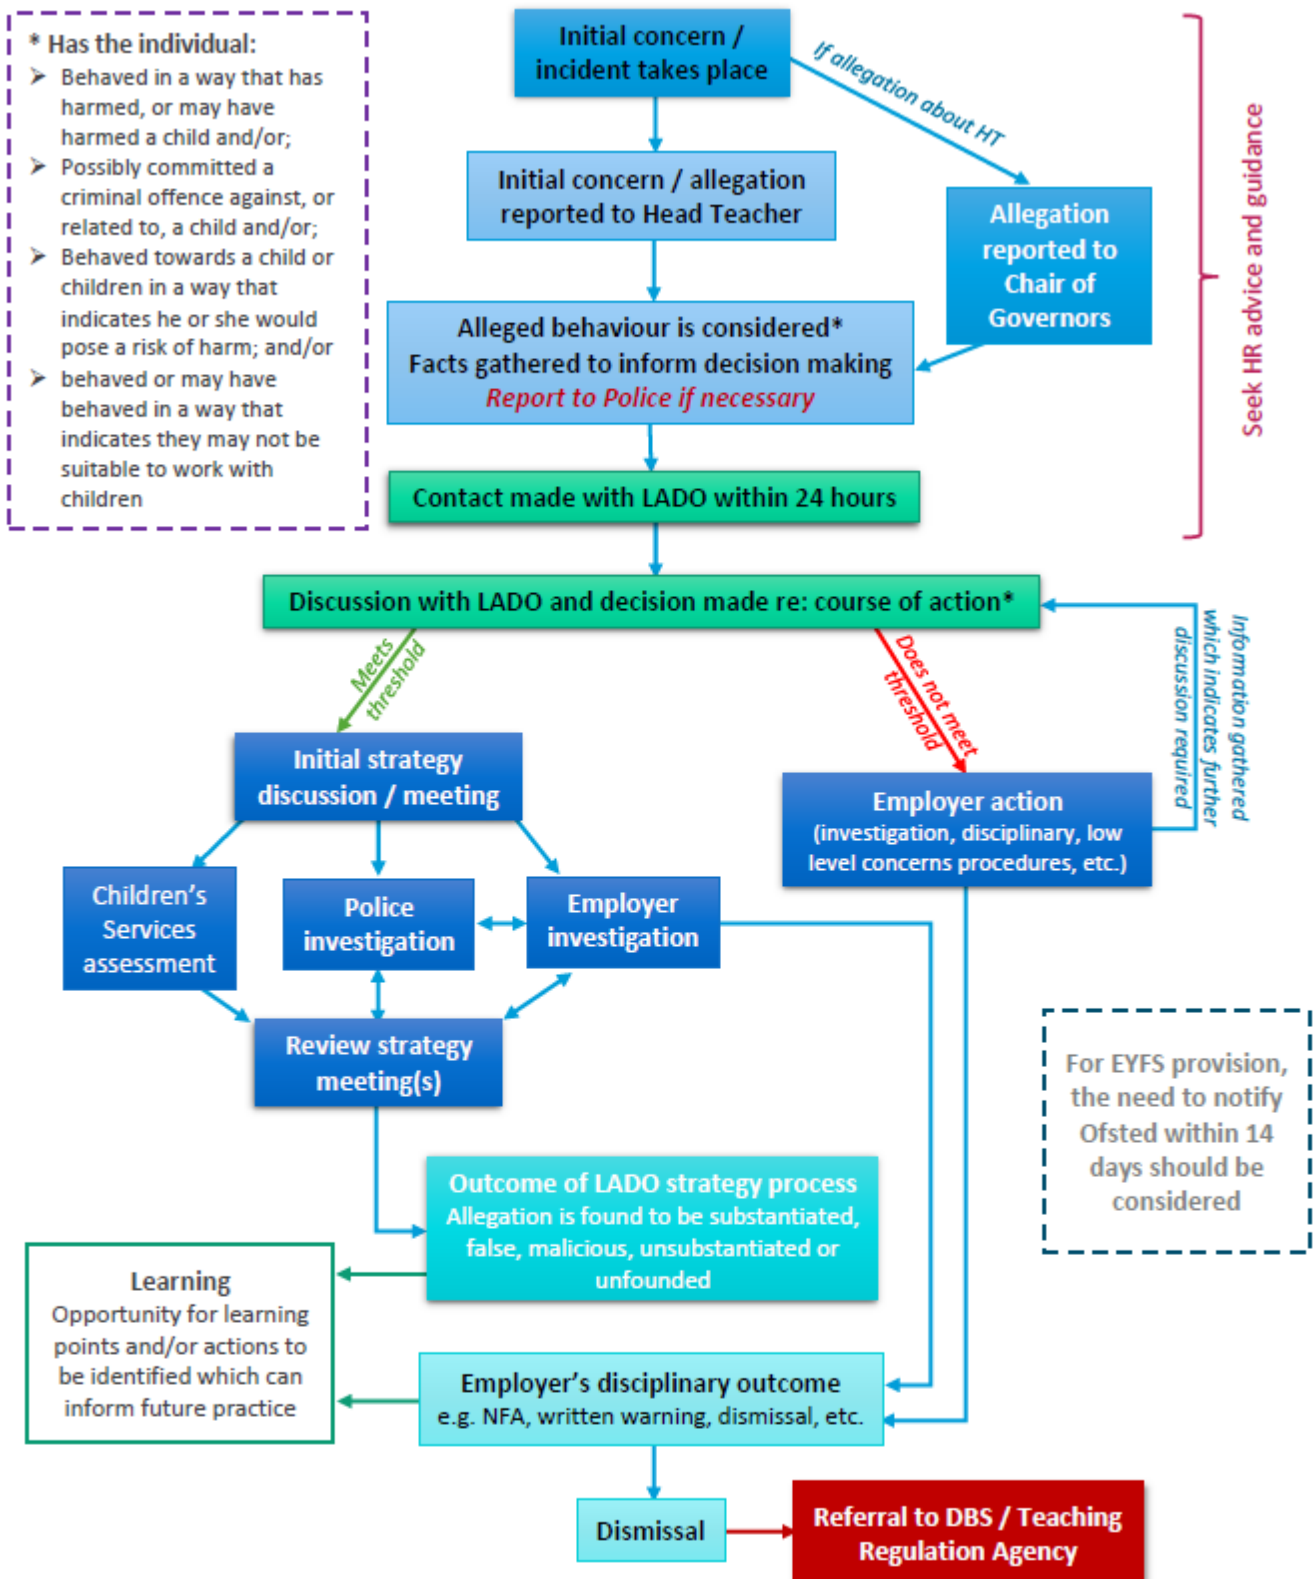 * Has the individual:
➤ Behaved in a way that has
harmed, or may have
harmed a child and/or;
➤ Possibly committed a
criminal offence against, or
related to, a child and/or;
➤ Behaved towards a child or
children in a way that
indicates he or she would
pose a risk of harm; and/or
➤ behaved or may have
behaved in a way that
indicates they may not be
suitable to work with
children
Initial concern /
incident takes place
If allegation about HT
Initial concern / allegation
reported to Head Teacher
Allegation
reported to
Chair of
Governors
Seek HR advice and guidance
Alleged behaviour is considered*
Facts gathered to inform decision making
Report to Police if necessary
Contact made with LADO within 24 hours
Discussion with LADO and decision made re: course of action*
Meets
threshold
Does not meet
threshold
Information gathered
which indicates further
discussion required
Initial strategy
discussion / meeting
Employer action
(investigation, disciplinary, low
level concerns procedures, etc.)
Children's
Services
assessment
Police
investigation
Employer
investigation
Review strategy
meeting(s)
For EYFS provision,
the need to notify
Ofsted within 14
days should be
considered
Outcome of LADO strategy process
Allegation is found to be substantiated,
false, malicious, unsubstantiated or
unfounded
Learning
Opportunity for learning
points and/or actions to
be identified which can
inform future practice
Employer's disciplinary outcome
e.g. NFA, written warning, dismissal, etc.
Dismissal
Referral to DBS / Teaching
Regulation Agency